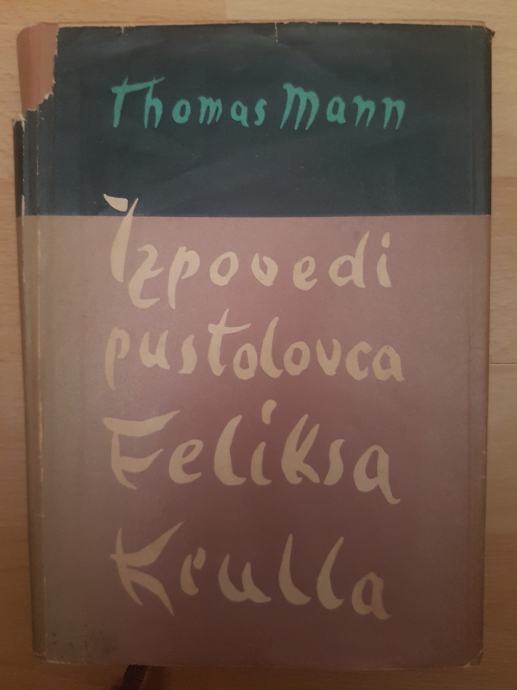 Thomas Mann
Izpovedi
pustolovca
Feliksa
Krulla